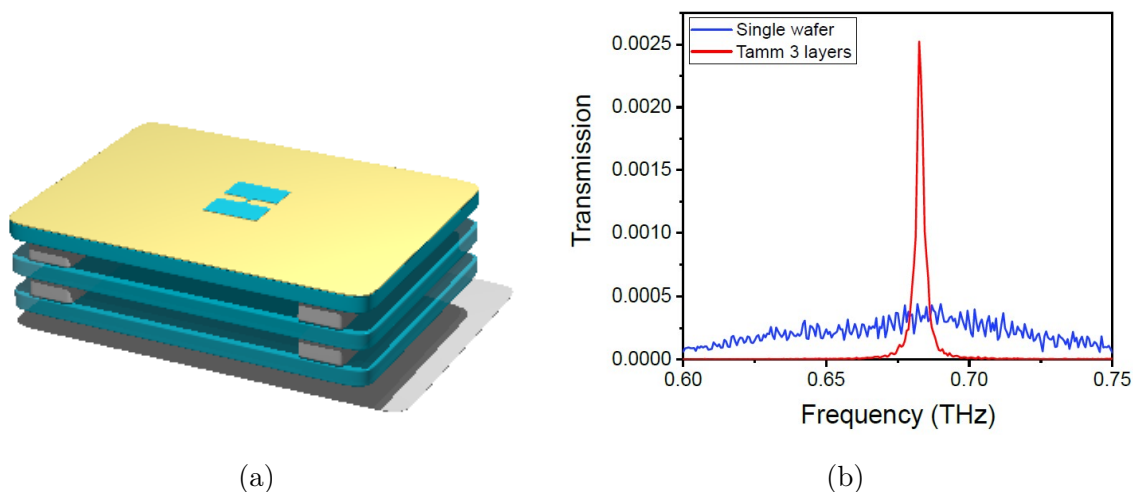 Single wafer
Tamm 3 layers
0.0025
0.0020
0.0015
0.0010
0.0005
0.0000
Transmission
0.60 0.65 0.70 0.75
Frequency (THz)
(a) (b)